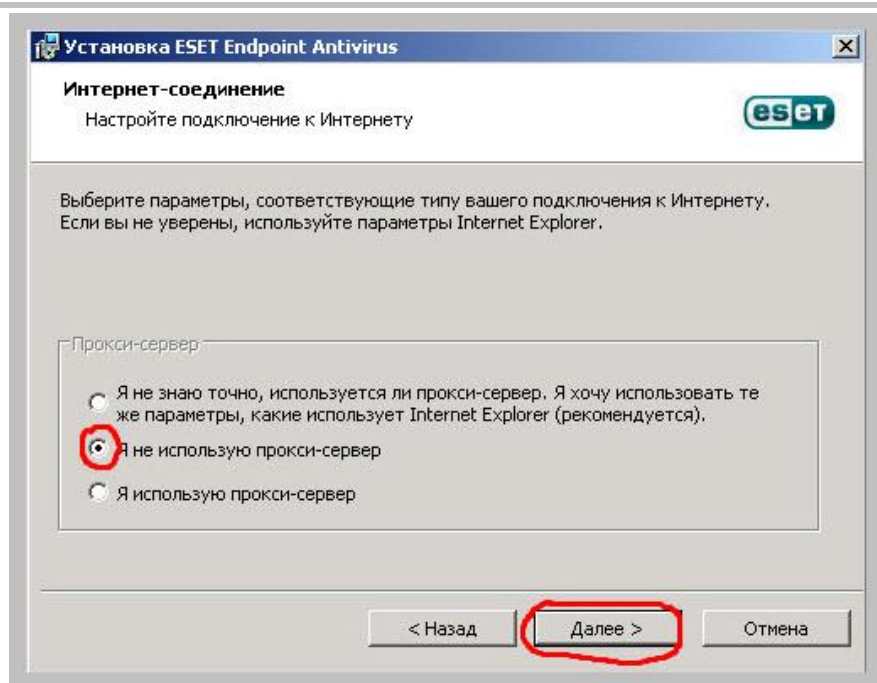 Установка ESET Endpoint Antivirus
Интернет-соединение
Настройте подключение к Интернету
eset
Выберите параметры, соответствующие типу вашего подключения к Интернету.
Если вы не уверены, используйте параметры Internet Explorer.
Прокси-сервер
Я не знаю точно, используется ли прокси-сервер. Я хочу использовать те
же параметры, какие использует Internet Explorer (рекомендуется).
Я не использую прокси-сервер
Я использую прокси-сервер
< Назад
Далее >
Отмена